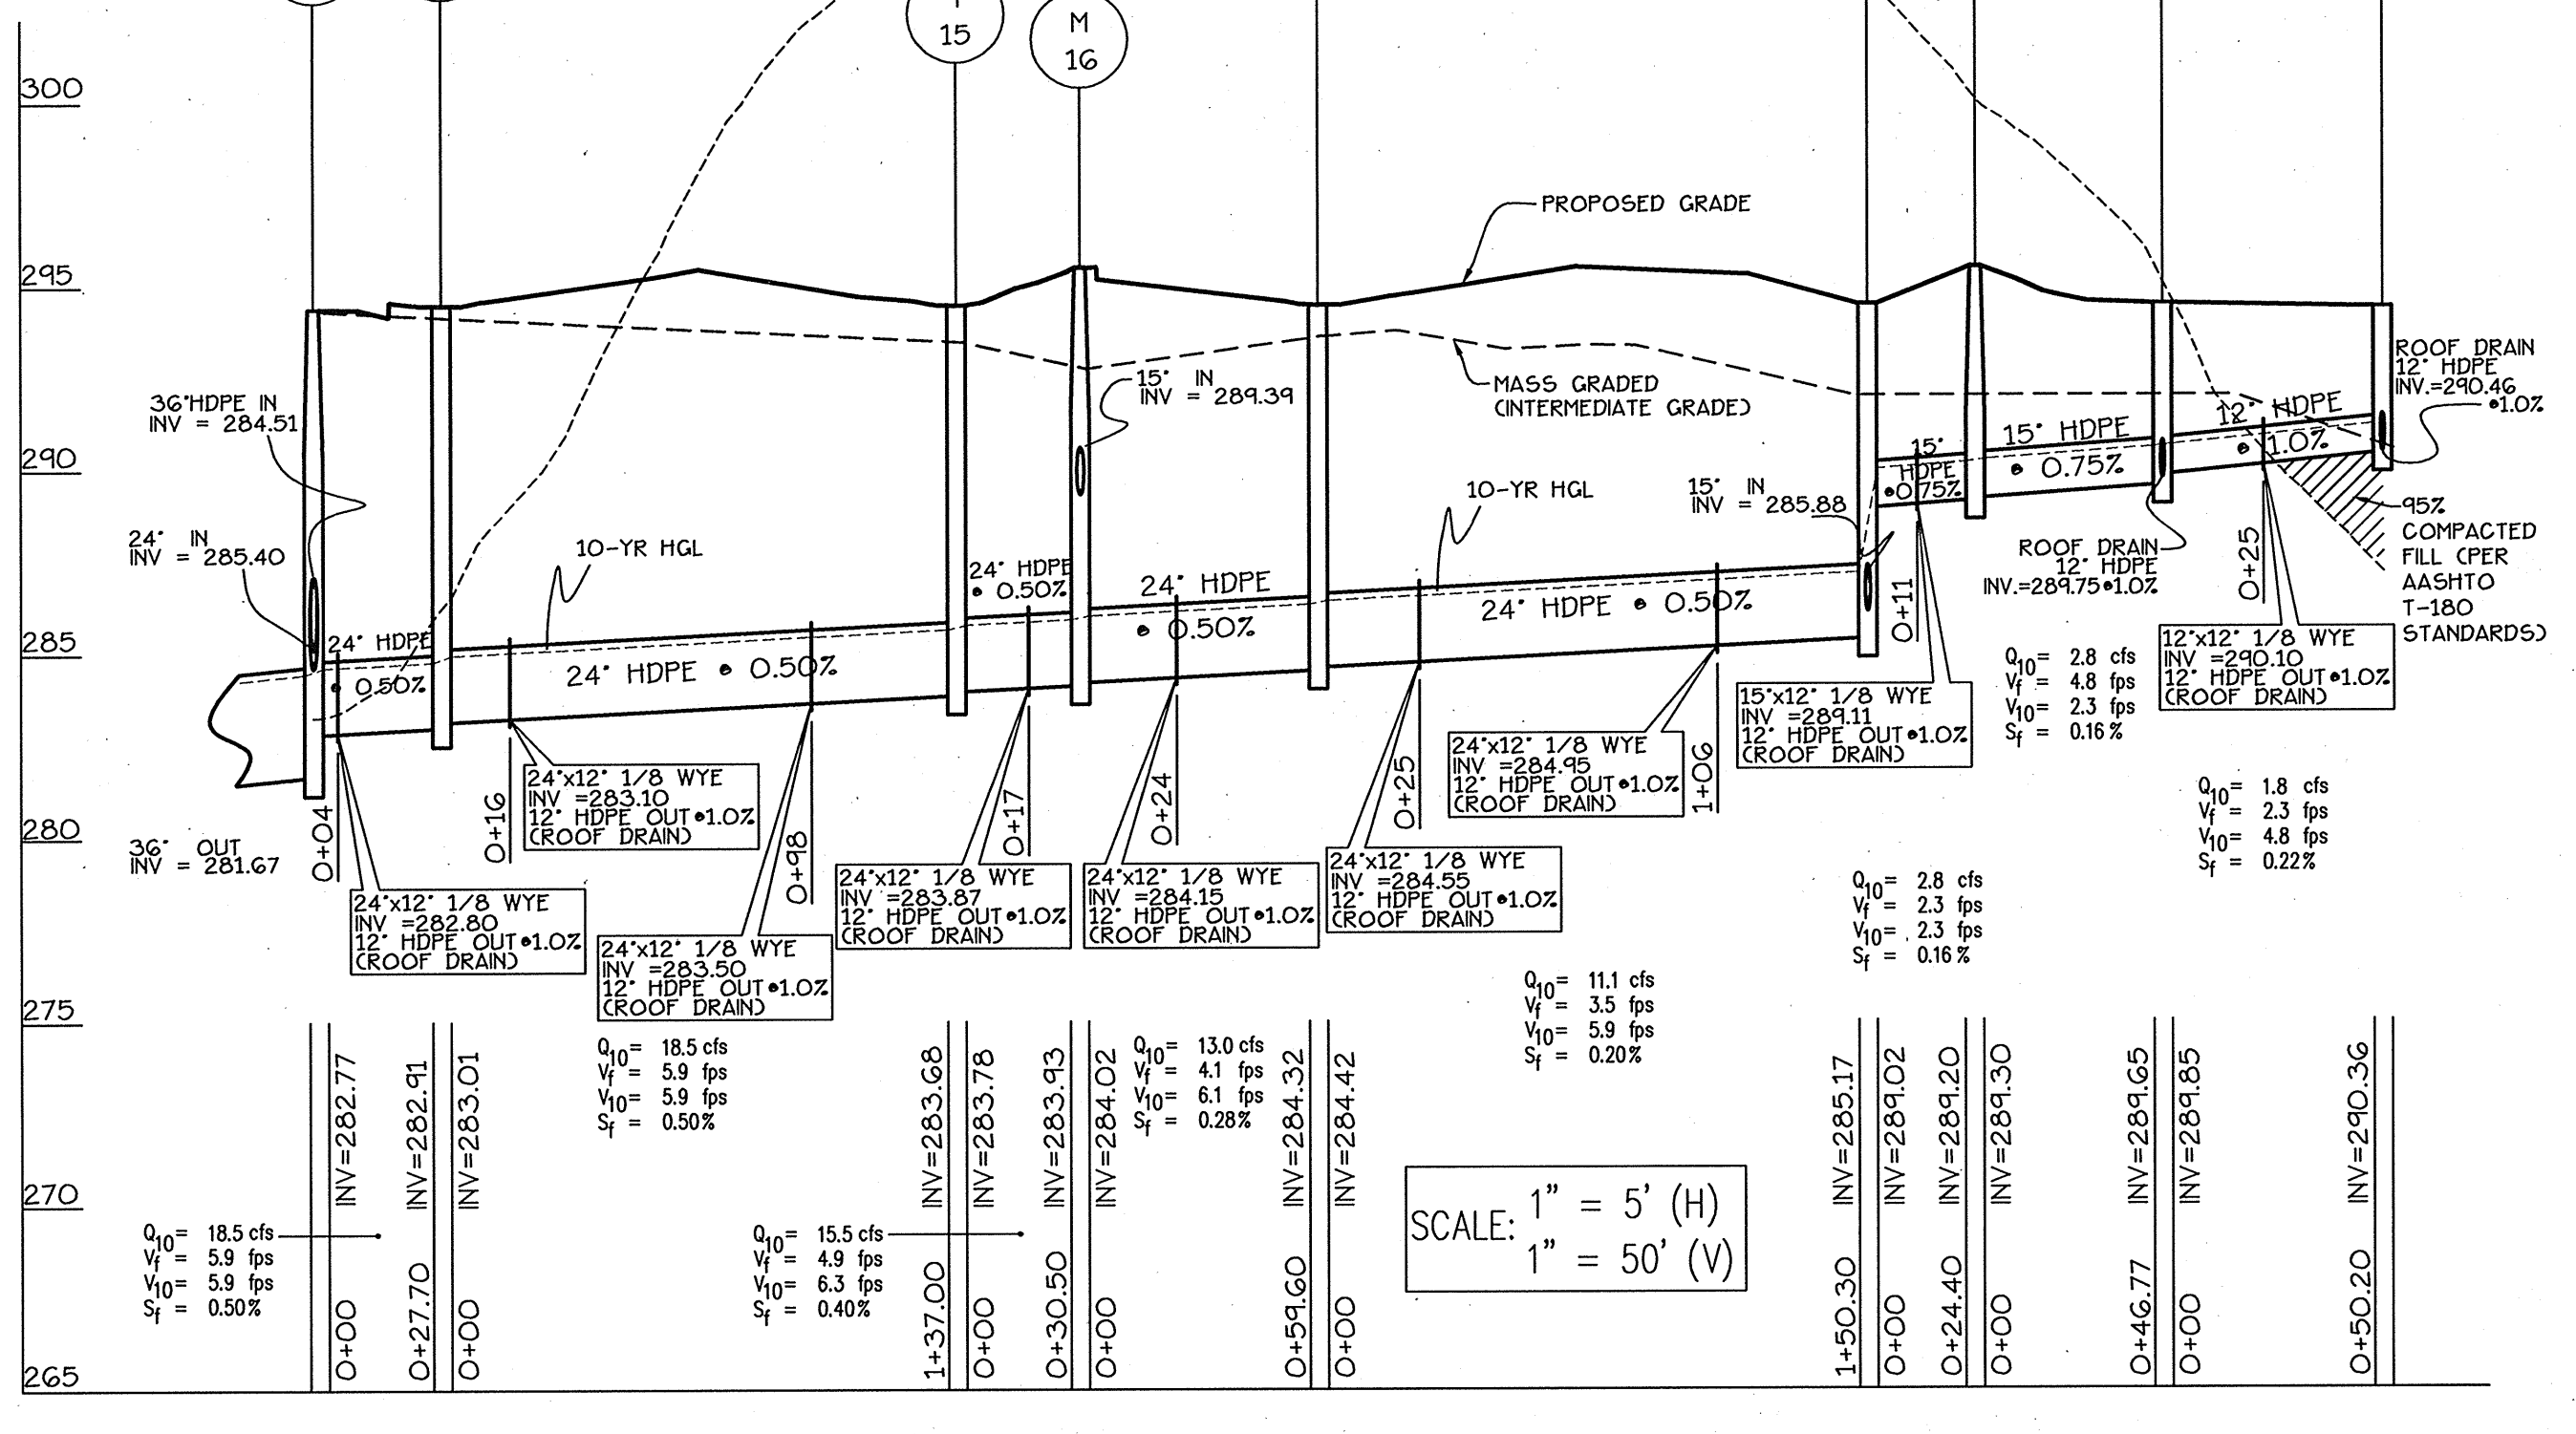 15
M
16
300
295
290
285
280
275
270
265
PROPOSED GRADE
MASS GRADED
(INTERMEDIATE GRADE)
36"HDPE IN
INV = 284.51
24" IN
INV = 285.40
36" OUT
INV = 281.67
10-YR HGL
15" IN
INV = 289.39
10-YR HGL
15" IN
INV = 285.88
ROOF DRAIN
12" HDPE
INV.=290.46
@1.0%
ROOF DRAIN
12" HDPE
INV.=289.75@1.0%
95%
COMPACTED
FILL (PER
AASHTO
T-180
STANDARDS)
24" HDPE
@ 0.50%
24" HDPE @ 0.50%
24" HDPE
@ 0.50%
24" HDPE
@ 0.50%
24" HDPE @ 0.50%
15"
HDPE
@0.75%
15" HDPE
@ 0.75%
12" HDPE
@ 1.0%
0+04
0+16
0+98
0+17
0+24
0+25
1+06
0+11
0+25
24"x12" 1/8 WYE
INV =282.80
12" HDPE OUT@1.0%
(ROOF DRAIN)
24"x12" 1/8 WYE
INV =283.10
12" HDPE OUT@1.0%
(ROOF DRAIN)
24"x12" 1/8 WYE
INV =283.50
12" HDPE OUT@1.0%
(ROOF DRAIN)
24"x12" 1/8 WYE
INV =283.87
12" HDPE OUT@1.0%
(ROOF DRAIN)
24"x12" 1/8 WYE
INV =284.15
12" HDPE OUT@1.0%
(ROOF DRAIN)
24"x12" 1/8 WYE
INV =284.55
12" HDPE OUT@1.0%
(ROOF DRAIN)
24"x12" 1/8 WYE
INV =284.95
12" HDPE OUT@1.0%
(ROOF DRAIN)
15"x12" 1/8 WYE
INV =289.11
12" HDPE OUT@1.0%
(ROOF DRAIN)
12"x12" 1/8 WYE
INV =290.10
12" HDPE OUT@1.0%
(ROOF DRAIN)
Q10= 18.5 cfs
Vf = 5.9 fps
V10= 5.9 fps
Sf = 0.50%
Q10= 18.5 cfs
Vf = 5.9 fps
V10= 5.9 fps
Sf = 0.50%
Q10= 15.5 cfs
Vf = 4.9 fps
V10= 6.3 fps
Sf = 0.40%
Q10= 13.0 cfs
Vf = 4.1 fps
V10= 6.1 fps
Sf = 0.28%
Q10= 11.1 cfs
Vf = 3.5 fps
V10= 5.9 fps
Sf = 0.20%
Q10= 2.8 cfs
Vf = 2.3 fps
V10= 2.3 fps
Sf = 0.16%
Q10= 2.8 cfs
Vf = 4.8 fps
V10= 2.3 fps
Sf = 0.16%
Q10= 1.8 cfs
Vf = 2.3 fps
V10= 4.8 fps
Sf = 0.22%
SCALE: 1" = 5' (H)
1" = 50' (V)
0+00 INV=282.77
0+27.70 INV=282.91
0+00 INV=283.01
1+37.00 INV=283.68
0+00 INV=283.78
0+30.50 INV=283.93
0+00 INV=284.02
0+59.60 INV=284.32
0+00 INV=284.42
1+50.30 INV=285.17
0+00 INV=289.02
0+24.40 INV=289.20
0+00 INV=289.30
0+46.77 INV=289.65
0+00 INV=289.85
0+50.20 INV=290.36